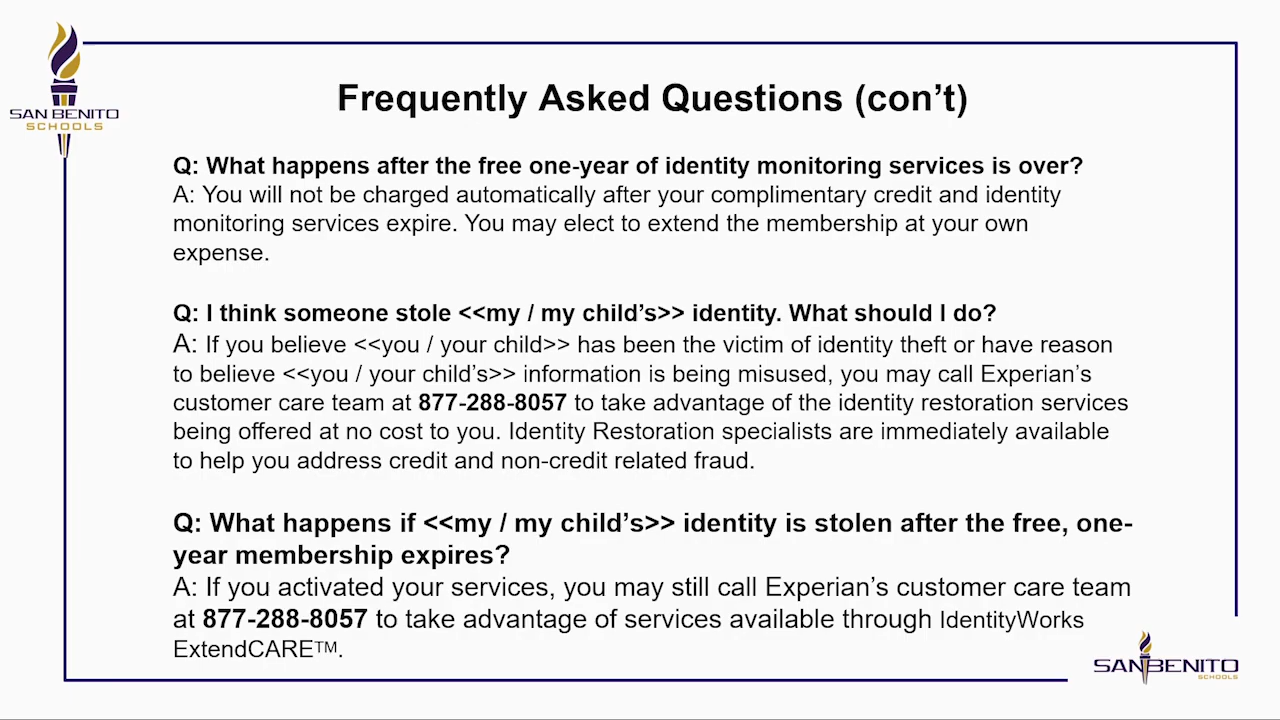 SAN BENITO
SCHOOLS
Frequently Asked Questions (con’t)
Q: What happens after the free one-year of identity monitoring services is over?
A: You will not be charged automatically after your complimentary credit and identity
monitoring services expire. You may elect to extend the membership at your own
expense.
Q: I think someone stole <<my / my child’s>> identity. What should I do?
A: If you believe <<you / your child>> has been the victim of identity theft or have reason
to believe <<you / your child’s>> information is being misused, you may call Experian’s
customer care team at 877-288-8057 to take advantage of the identity restoration services
being offered at no cost to you. Identity Restoration specialists are immediately available
to help you address credit and non-credit related fraud.
Q: What happens if <<my / my child’s>> identity is stolen after the free, one-
year membership expires?
A: If you activated your services, you may still call Experian’s customer care team
at 877-288-8057 to take advantage of services available through IdentityWorks
ExtendCARE™.
SAN BENITO
SCHOOLS